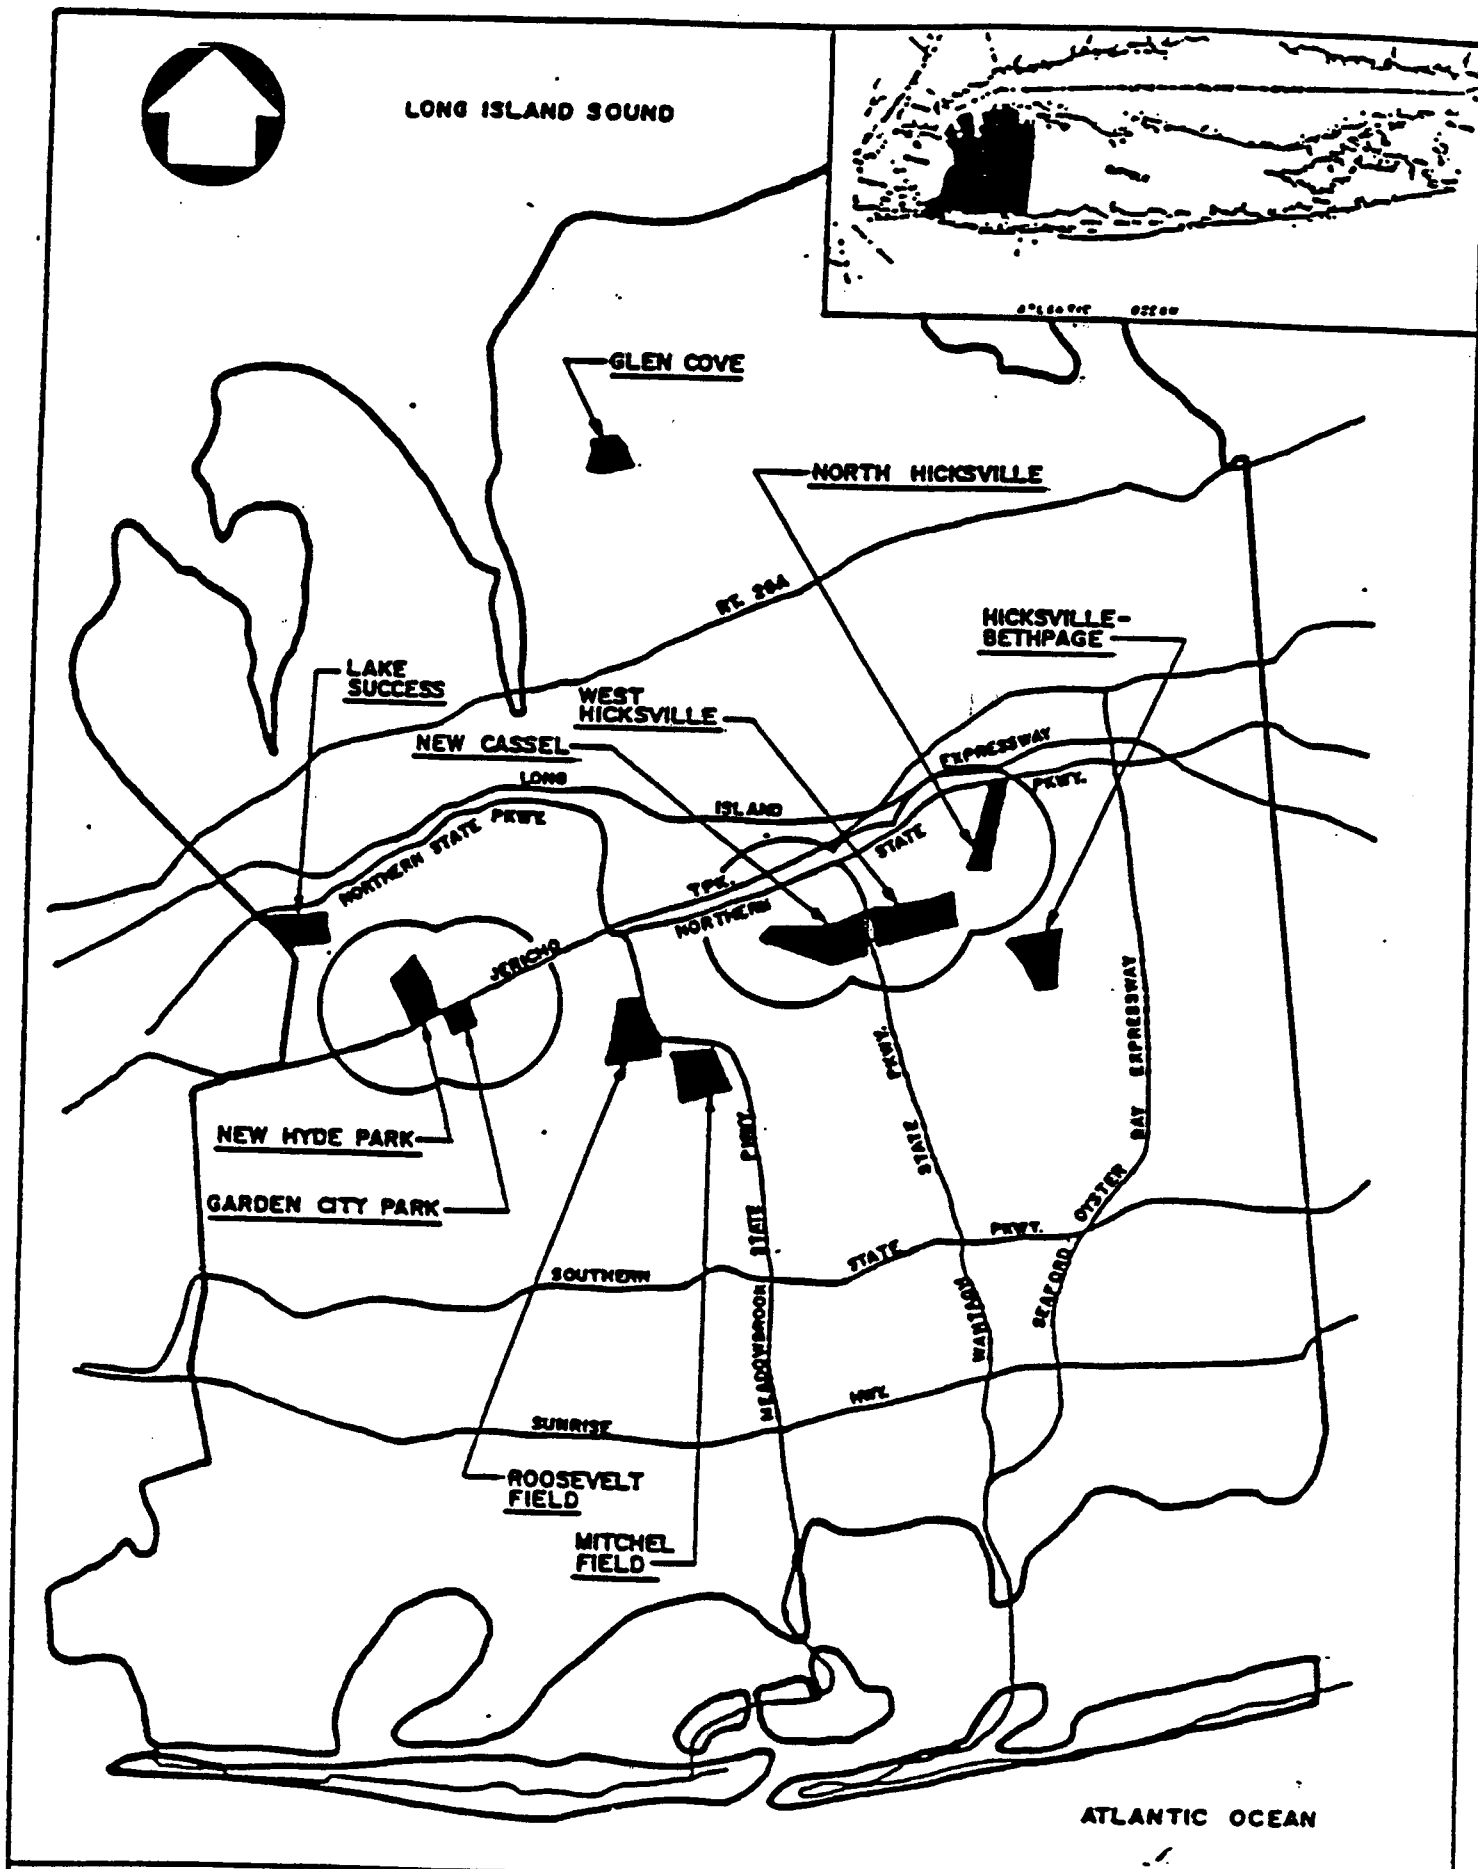 LONG ISLAND SOUND
ATLANTIC OCEAN
GLEN COVE
NORTH HICKSVILLE
RT. 25A
HICKSVILLE-
BETHPAGE
LAKE
SUCCESS
WEST
HICKSVILLE
NEW CASSEL
LONG
ISLAND
EXPRESSWAY
NORTHERN STATE PKWY.
PKWY.
STATE
TPK.
NORTHERN
JERICHO
NEW HYDE PARK
GARDEN CITY PARK
PKWY.
STATE
WANTAGH
BAY EXPRESSWAY
OYSTER
SEAFORD
PKWY.
STATE
MEADOWBROOK
SOUTHERN
STATE
PKWY.
SUNRISE
HWY.
ROOSEVELT
FIELD
MITCHEL
FIELD
ATLANTIC OCEAN